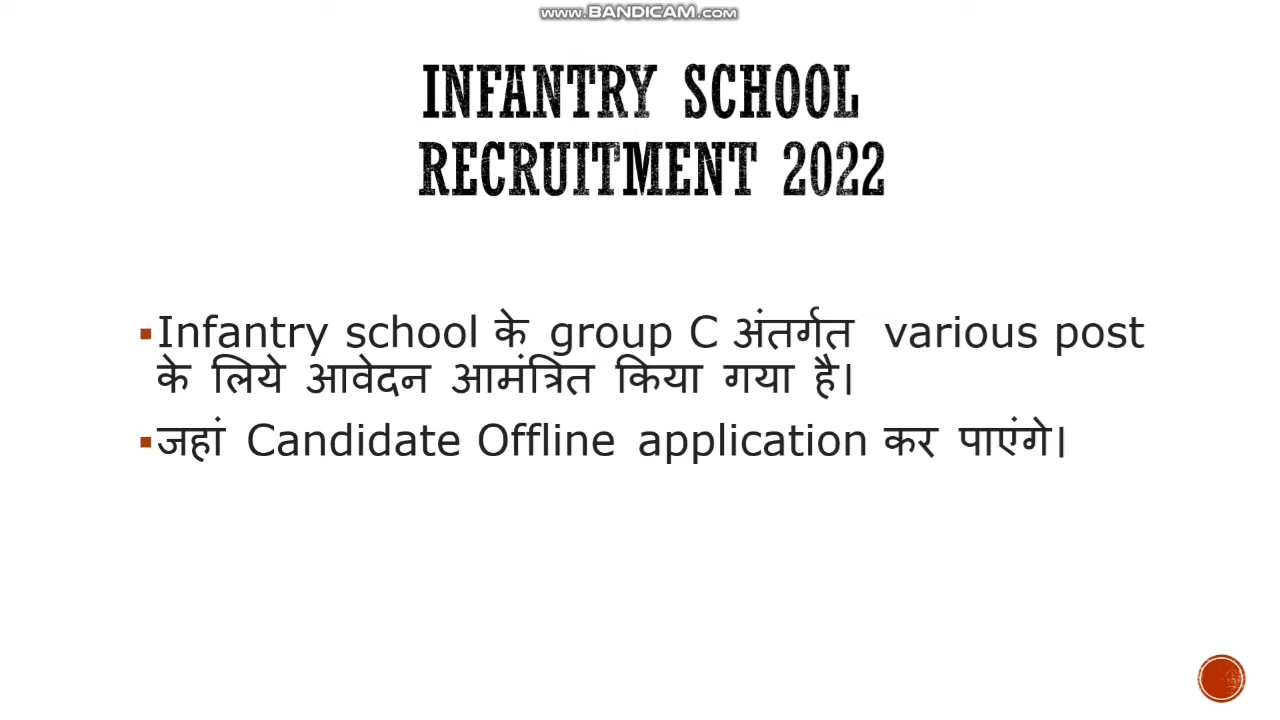 www.BANDICAM.com
INFANTRY SCHOOL
RECRUITMENT 2022
▪Infantry school के group C अंतर्गत various post
के लिये आवेदन आमंत्रित किया गया है।
▪जहां Candidate Offline application कर पाएंगे।